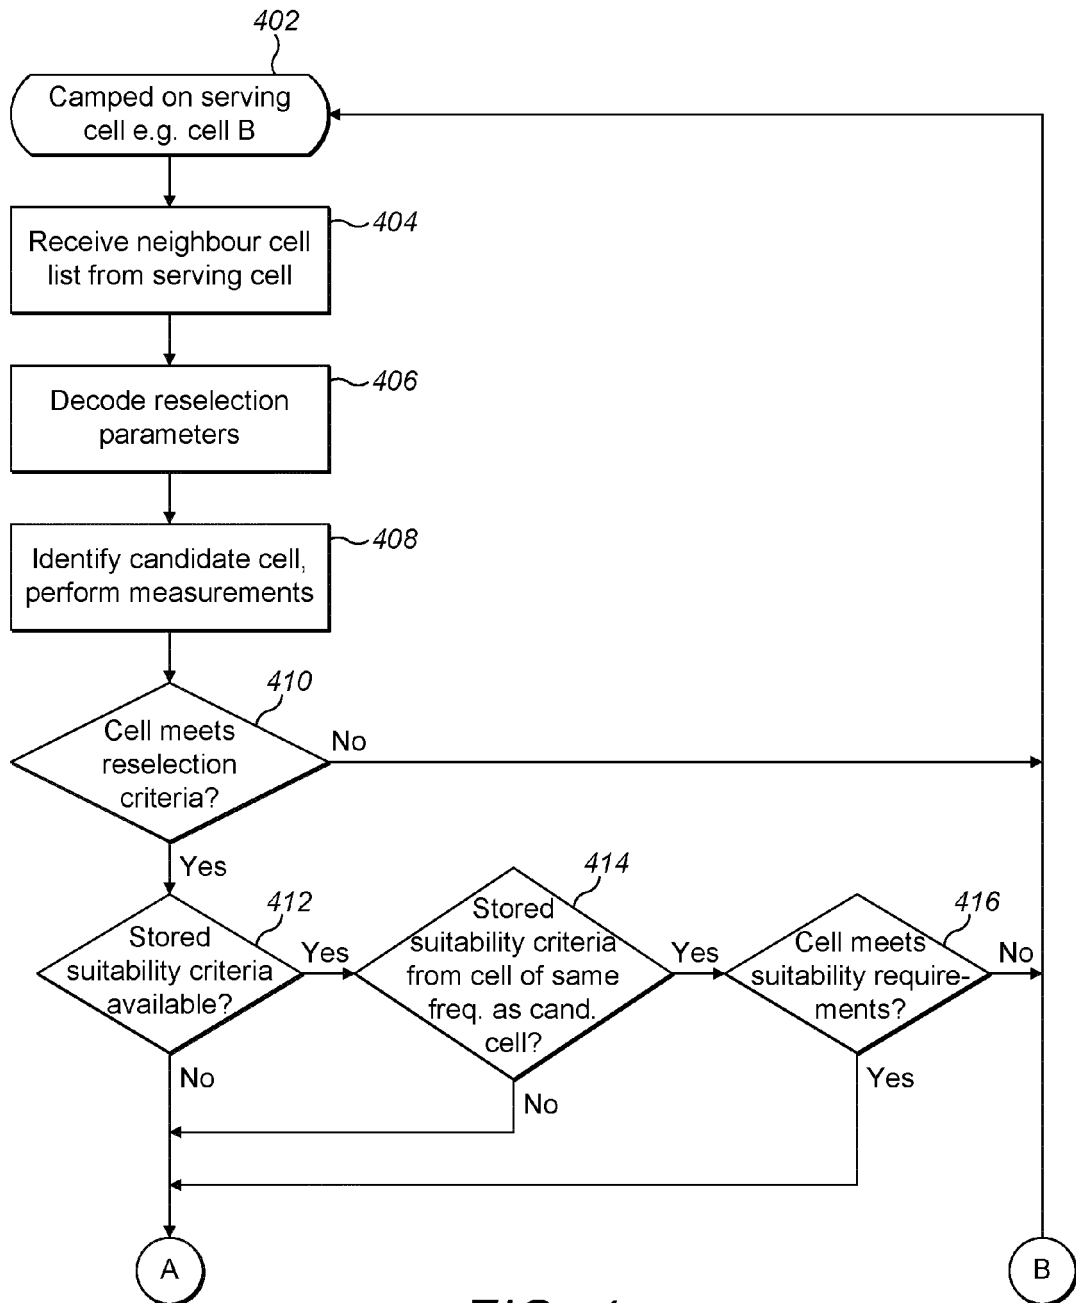 402
Camped on serving
cell e.g. cell B
404
Receive neighbour cell
list from serving cell
406
Decode reselection
parameters
408
Identify candidate cell,
perform measurements
410
Cell meets
reselection
criteria?
No
Yes
412
Stored
suitability criteria
available?
Yes
No
414
Stored
suitability criteria
from cell of same
freq. as cand.
cell?
Yes
No
416
Cell meets
suitability require-
ments?
No
Yes
A
B